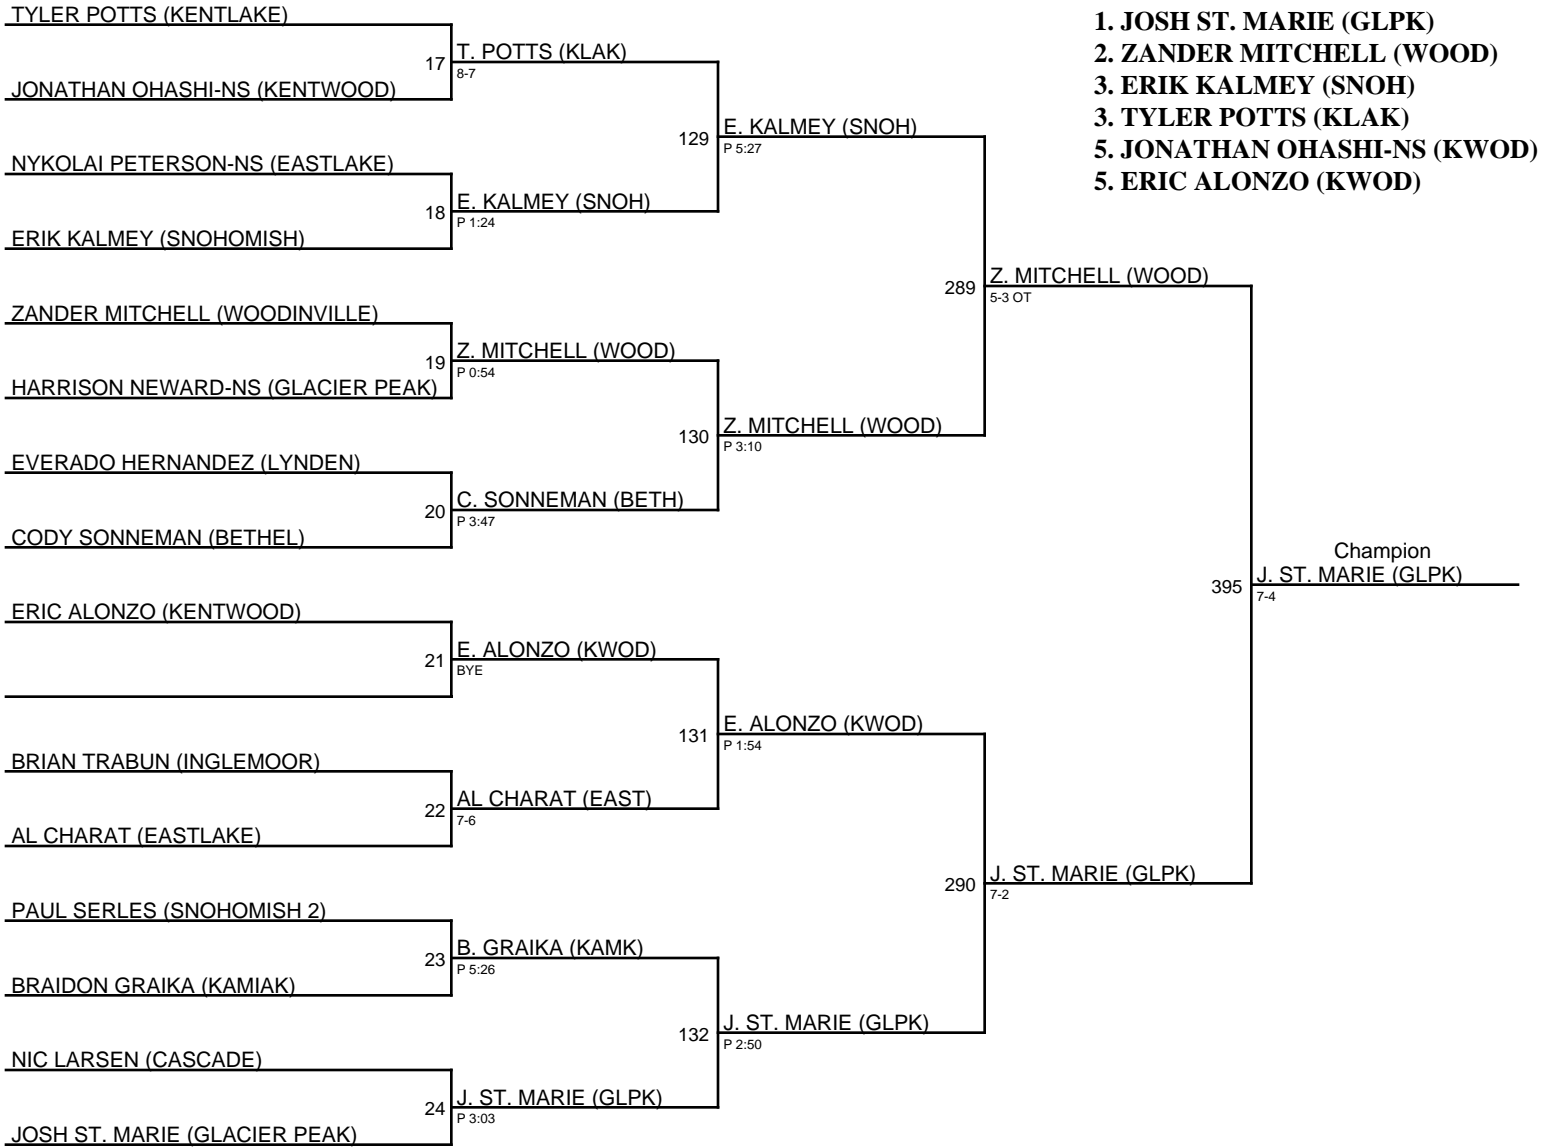 TYLER POTTS (KENTLAKE)
1. JOSH ST. MARIE (GLPK)
2. ZANDER MITCHELL (WOOD)
3. ERIK KALMEY (SNOH)
3. TYLER POTTS (KLAK)
5. JONATHAN OHASHI-NS (KWOD)
5. ERIC ALONZO (KWOD)
17
T. POTTS (KLAK)
8-7
JONATHAN OHASHI-NS (KENTWOOD)
129
E. KALMEY (SNOH)
P 5:27
NYKOLAI PETERSON-NS (EASTLAKE)
18
E. KALMEY (SNOH)
P 1:24
ERIK KALMEY (SNOHOMISH)
289
Z. MITCHELL (WOOD)
5-3 OT
ZANDER MITCHELL (WOODINVILLE)
19
Z. MITCHELL (WOOD)
P 0:54
HARRISON NEWARD-NS (GLACIER PEAK)
130
Z. MITCHELL (WOOD)
P 3:10
EVERADO HERNANDEZ (LYNDEN)
20
C. SONNEMAN (BETH)
P 3:47
CODY SONNEMAN (BETHEL)
Champion
395
J. ST. MARIE (GLPK)
7-4
ERIC ALONZO (KENTWOOD)
21
E. ALONZO (KWOD)
BYE
131
E. ALONZO (KWOD)
P 1:54
BRIAN TRABUN (INGLEMOOR)
22
AL CHARAT (EAST)
7-6
AL CHARAT (EASTLAKE)
290
J. ST. MARIE (GLPK)
7-2
PAUL SERLES (SNOHOMISH 2)
23
B. GRAIKA (KAMK)
P 5:26
BRAIDON GRAIKA (KAMIAK)
132
J. ST. MARIE (GLPK)
P 2:50
NIC LARSEN (CASCADE)
24
J. ST. MARIE (GLPK)
P 3:03
JOSH ST. MARIE (GLACIER PEAK)